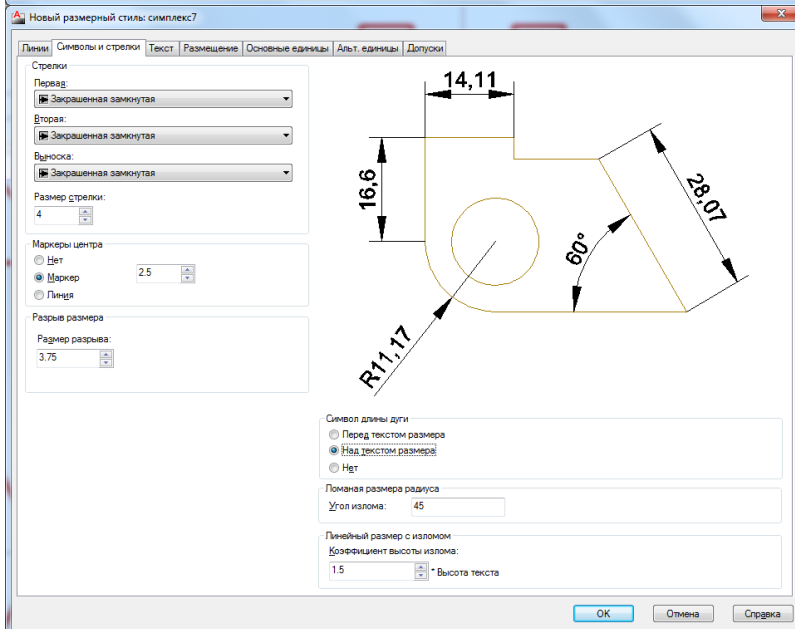 Новый размерный стиль: симплекс7
Линии
Символы и стрелки
Текст
Размещение
Основные единицы
Альт. единицы
Допуски
Стрелки
Первая:
Закрашенная замкнутая
Вторая:
Закрашенная замкнутая
Выноска:
Закрашенная замкнутая
Размер стрелки:
4
Маркеры центра
Нет
Маркер
2.5
Линия
Разрыв размера
Размер разрыва:
3.75
14,11
16,6
28,07
60°
R11,17
Символ длины дуги
Перед текстом размера
Над текстом размера
Нет
Ломаная размера радиуса
Угол излома:
45
Линейный размер с изломом
Коэффициент высоты излома:
1.5
* Высота текста
OK
Отмена
Справка